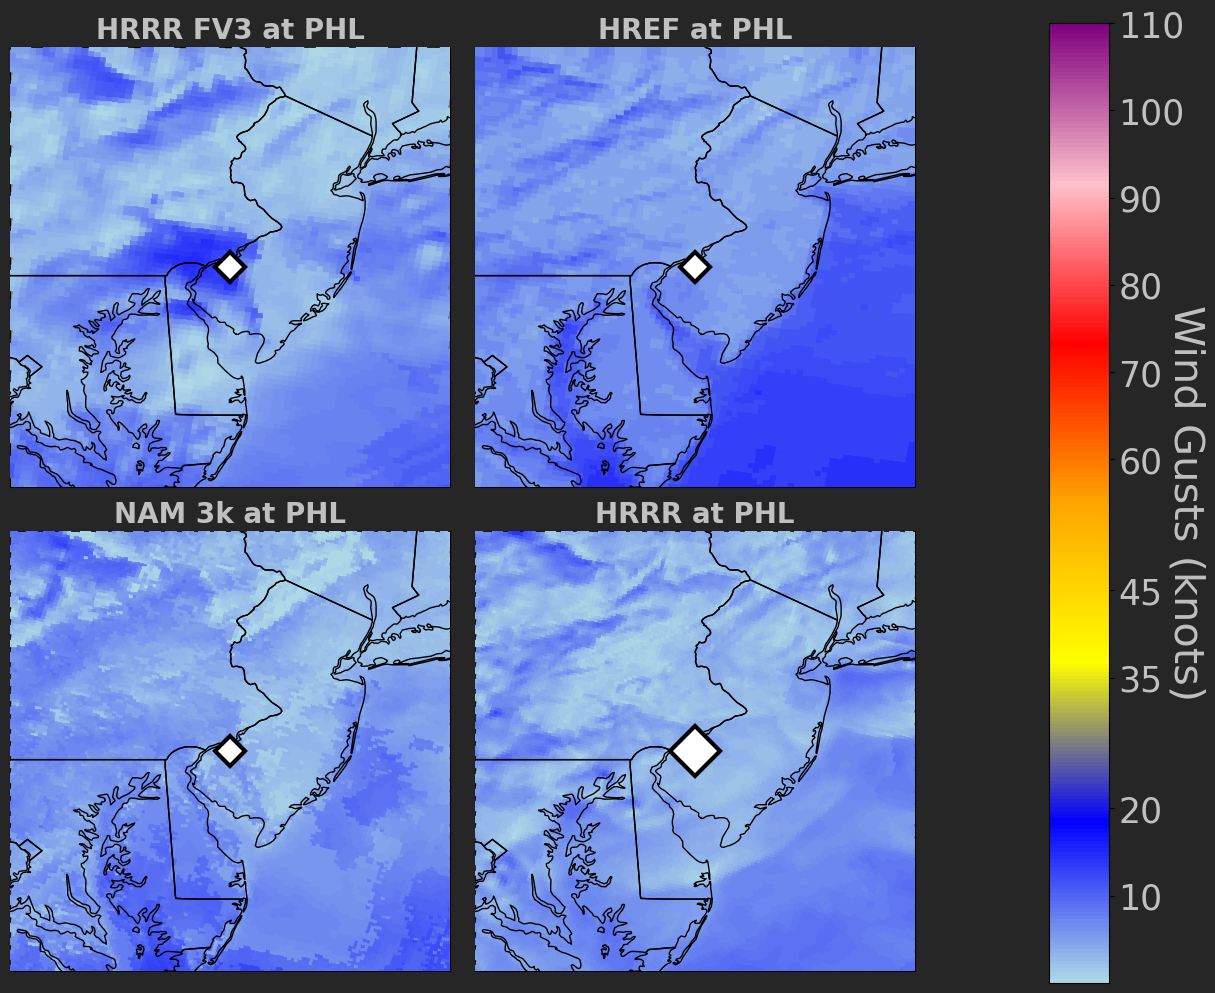 HRRR FV3 at PHL
HREF at PHL
NAM 3k at PHL
HRRR at PHL
110
100
90
80
70
60
45
35
20
10
Wind Gusts (knots)